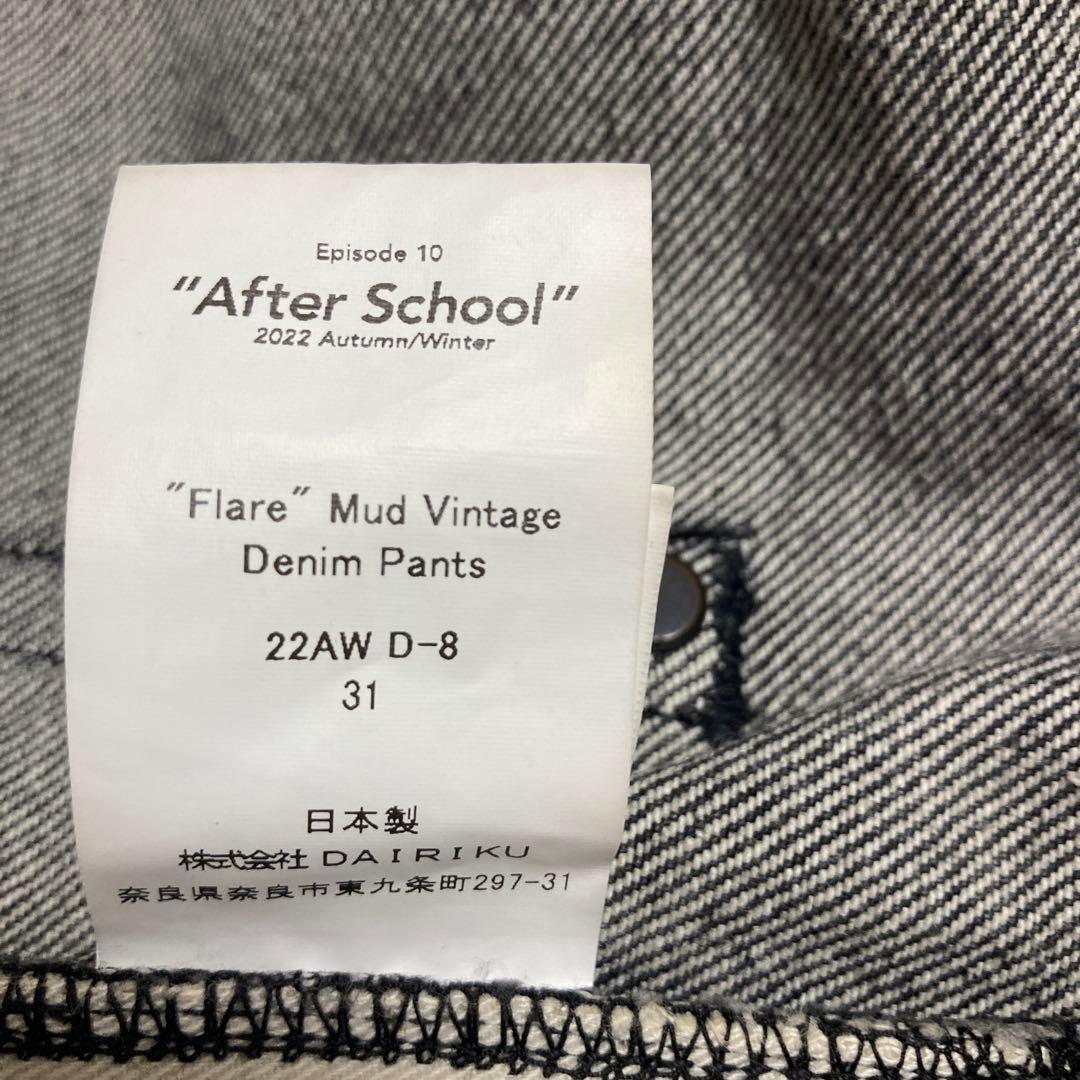 Episode 10
"After School"
2022 Autumn/Winter
"Flare" Mud Vintage
Denim Pants
22AW D-8
31
日本製
株式会社 DAIRIKU
奈良県奈良市東九条町297-31